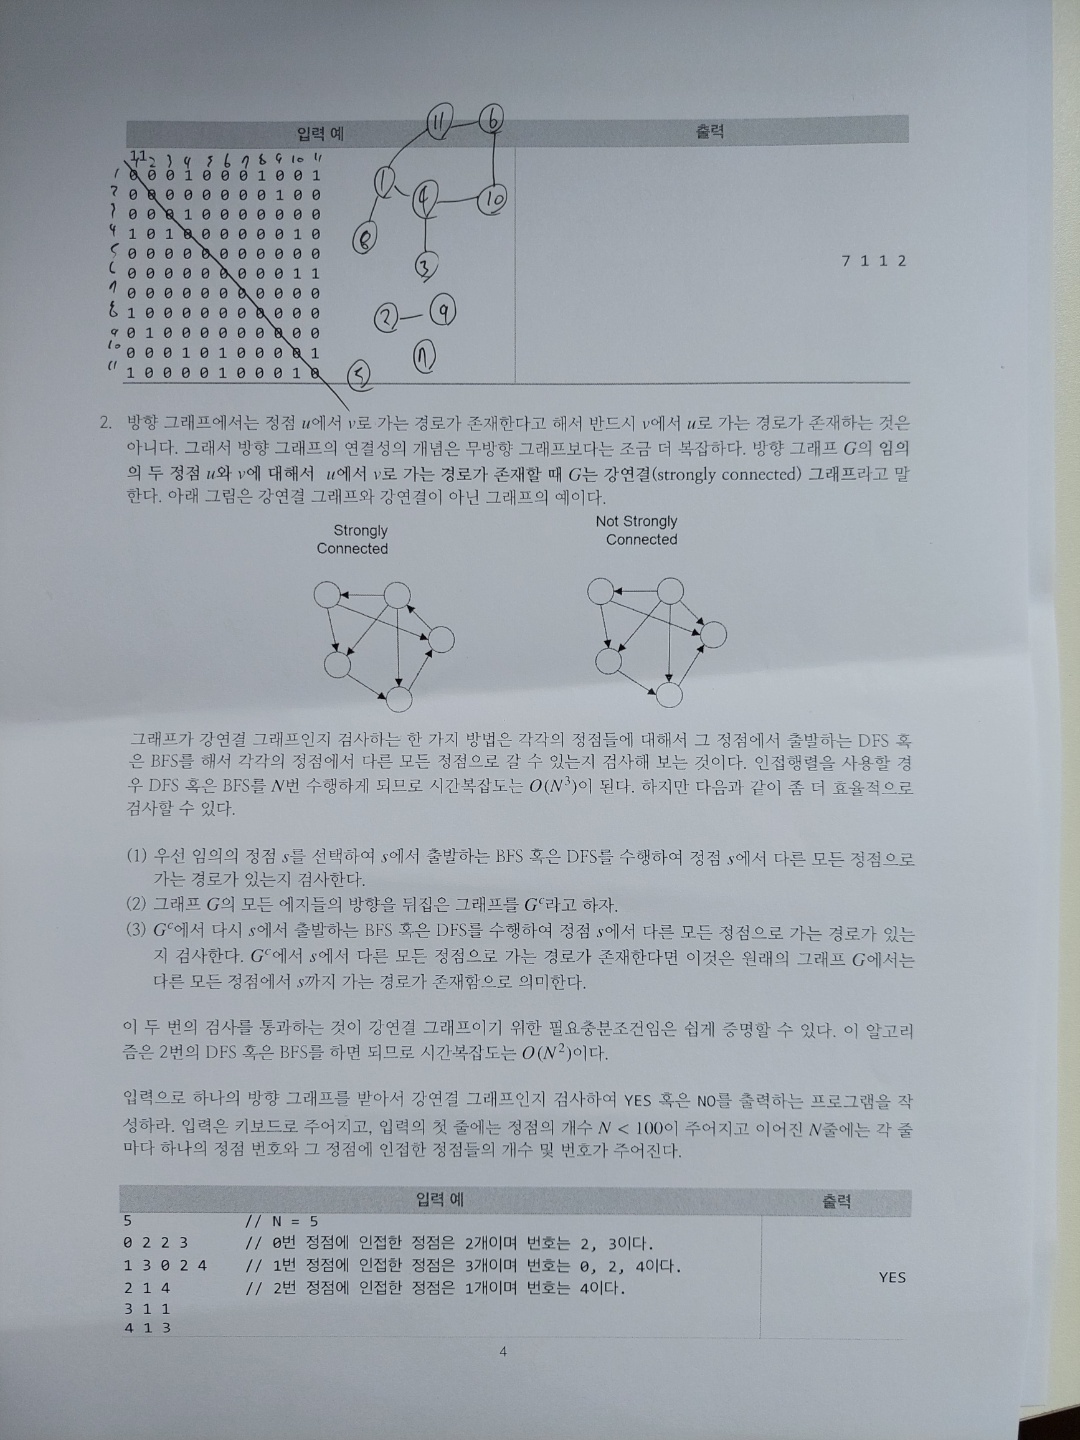 입력 예 출력
11
1 2 3 4 5 6 7 8 9 10 11
1 0 0 0 1 0 0 0 1 0 0 1
2 0 0 0 0 0 0 0 0 1 0 0
3 0 0 0 1 0 0 0 0 0 0 0
4 1 0 1 0 0 0 0 0 0 1 0
5 0 0 0 0 0 0 0 0 0 0 0
6 0 0 0 0 0 0 0 0 0 1 1
7 0 0 0 0 0 0 0 0 0 0 0
8 1 0 0 0 0 0 0 0 0 0 0
9 0 1 0 0 0 0 0 0 0 0 0
10 0 0 0 1 0 1 0 0 0 0 1
11 1 0 0 0 0 1 0 0 0 1 0
11 6
1 4 10
8 3
2 9
7
5
7 1 1 2
2. 방향 그래프에서는 정점 u에서 v로 가는 경로가 존재한다고 해서 반드시 v에서 u로 가는 경로가 존재하는 것은
아니다. 그래서 방향 그래프의 연결성의 개념은 무방향 그래프보다는 조금 더 복잡하다. 방향 그래프 G의 임의
의 두 정점 u와 v에 대해서 u에서 v로 가는 경로가 존재할 때 G는 강연결(strongly connected) 그래프라고 말
한다. 아래 그림은 강연결 그래프와 강연결이 아닌 그래프의 예이다.
Strongly
Connected
Not Strongly
Connected
그래프가 강연결 그래프인지 검사하는 한 가지 방법은 각각의 정점들에 대해서 그 정점에서 출발하는 DFS 혹
은 BFS를 해서 각각의 정점에서 다른 모든 정점으로 갈 수 있는지 검사해 보는 것이다. 인접행렬을 사용할 경
우 DFS 혹은 BFS를 N번 수행하게 되므로 시간복잡도는 O(N³)이 된다. 하지만 다음과 같이 좀 더 효율적으로
검사할 수 있다.
(1) 우선 임의의 정점 s를 선택하여 s에서 출발하는 BFS 혹은 DFS를 수행하여 정점 s에서 다른 모든 정점으로
가는 경로가 있는지 검사한다.
(2) 그래프 G의 모든 에지들의 방향을 뒤집은 그래프를 Gᶜ라고 하자.
(3) Gᶜ에서 다시 s에서 출발하는 BFS 혹은 DFS를 수행하여 정점 s에서 다른 모든 정점으로 가는 경로가 있는
지 검사한다. Gᶜ에서 s에서 다른 모든 정점으로 가는 경로가 존재한다면 이것은 원래의 그래프 G에서는
다른 모든 정점에서 s까지 가는 경로가 존재함으로 의미한다.
이 두 번의 검사를 통과하는 것이 강연결 그래프이기 위한 필요충분조건임은 쉽게 증명할 수 있다. 이 알고리
즘은 2번의 DFS 혹은 BFS를 하면 되므로 시간복잡도는 O(N²)이다.
입력으로 하나의 방향 그래프를 받아서 강연결 그래프인지 검사하여 YES 혹은 NO를 출력하는 프로그램을 작
성하라. 입력은 키보드로 주어지고, 입력의 첫 줄에는 정점의 개수 N < 100이 주어지고 이어진 N줄에는 각 줄
마다 하나의 정점 번호와 그 정점에 인접한 정점들의 개수 및 번호가 주어진다.
입력 예 출력
5 // N = 5
0 2 2 3 // 0번 정점에 인접한 정점은 2개이며 번호는 2, 3이다.
1 3 0 2 4 // 1번 정점에 인접한 정점은 3개이며 번호는 0, 2, 4이다.
2 1 4 // 2번 정점에 인접한 정점은 1개이며 번호는 4이다.
3 1 1
4 1 3
YES
4